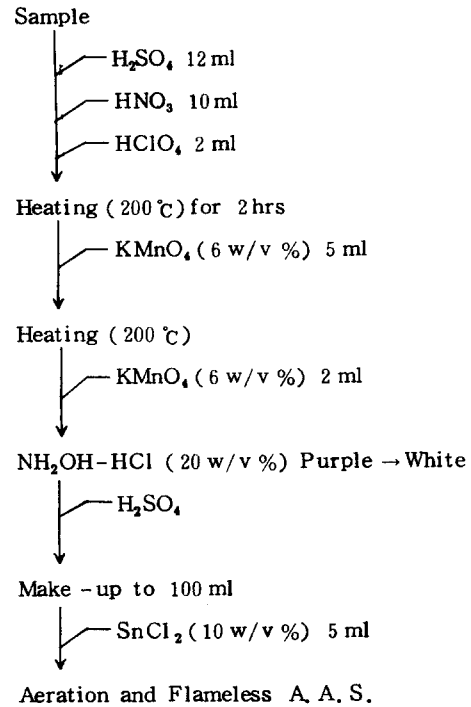 Sample
H₂SO₄ 12 ml
HNO₃ 10 ml
HClO₄ 2 ml
Heating ( 200 ℃) for 2 hrs
KMnO₄ ( 6 w/v %) 5 ml
Heating ( 200 ℃)
KMnO₄ ( 6 w/v %) 2 ml
NH₂OH-HCl ( 20 w/v %) Purple → White
H₂SO₄
Make -up to 100 ml
SnCl₂ ( 10 w/v %) 5 ml
Aeration and Flameless A. A. S.